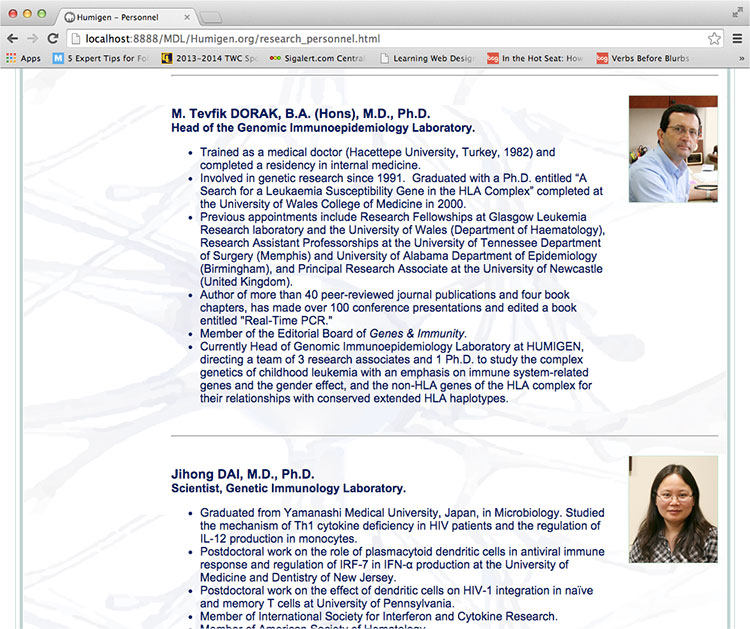 Humigen - Personnel
localhost:8888/MDL/Humigen.org/research_personnel.html
Apps 5 Expert Tips for Fol 2013-2014 TWC Spo Sigalert.com Central Learning Web Design In the Hot Seat: How Verbs Before Blurbs
M. Tevfik DORAK, B.A. (Hons), M.D., Ph.D.
Head of the Genomic Immunoepidemiology Laboratory.
• Trained as a medical doctor (Hacettepe University, Turkey, 1982) and
completed a residency in internal medicine.
• Involved in genetic research since 1991. Graduated with a Ph.D. entitled "A
Search for a Leukaemia Susceptibility Gene in the HLA Complex" completed at
the University of Wales College of Medicine in 2000.
• Previous appointments include Research Fellowships at Glasgow Leukemia
Research laboratory and the University of Wales (Department of Haematology),
Research Assistant Professorships at the University of Tennessee Department
of Surgery (Memphis) and University of Alabama Department of Epidemiology
(Birmingham), and Principal Research Associate at the University of Newcastle
(United Kingdom).
• Author of more than 40 peer-reviewed journal publications and four book
chapters, has made over 100 conference presentations and edited a book
entitled "Real-Time PCR."
• Member of the Editorial Board of Genes & Immunity.
• Currently Head of Genomic Immunoepidemiology Laboratory at HUMIGEN,
directing a team of 3 research associates and 1 Ph.D. to study the complex
genetics of childhood leukemia with an emphasis on immune system-related
genes and the gender effect, and the non-HLA genes of the HLA complex for
their relationships with conserved extended HLA haplotypes.
Jihong DAI, M.D., Ph.D.
Scientist, Genetic Immunology Laboratory.
• Graduated from Yamanashi Medical University, Japan, in Microbiology. Studied
the mechanism of Th1 cytokine deficiency in HIV patients and the regulation of
IL-12 production in monocytes.
• Postdoctoral work on the role of plasmacytoid dendritic cells in antiviral immune
response and regulation of IRF-7 in IFN-α production at the University of
Medicine and Dentistry of New Jersey.
• Postdoctoral work on the effect of dendritic cells on HIV-1 integration in naïve
and memory T cells at University of Pennsylvania.
• Member of International Society for Interferon and Cytokine Research.
• Member of American Society of Hematology.